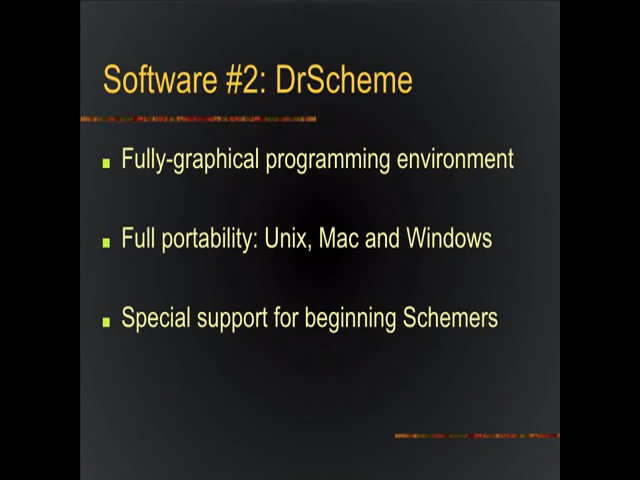 Software #2: DrScheme
Fully-graphical programming environment
Full portability: Unix, Mac and Windows
Special support for beginning Schemers